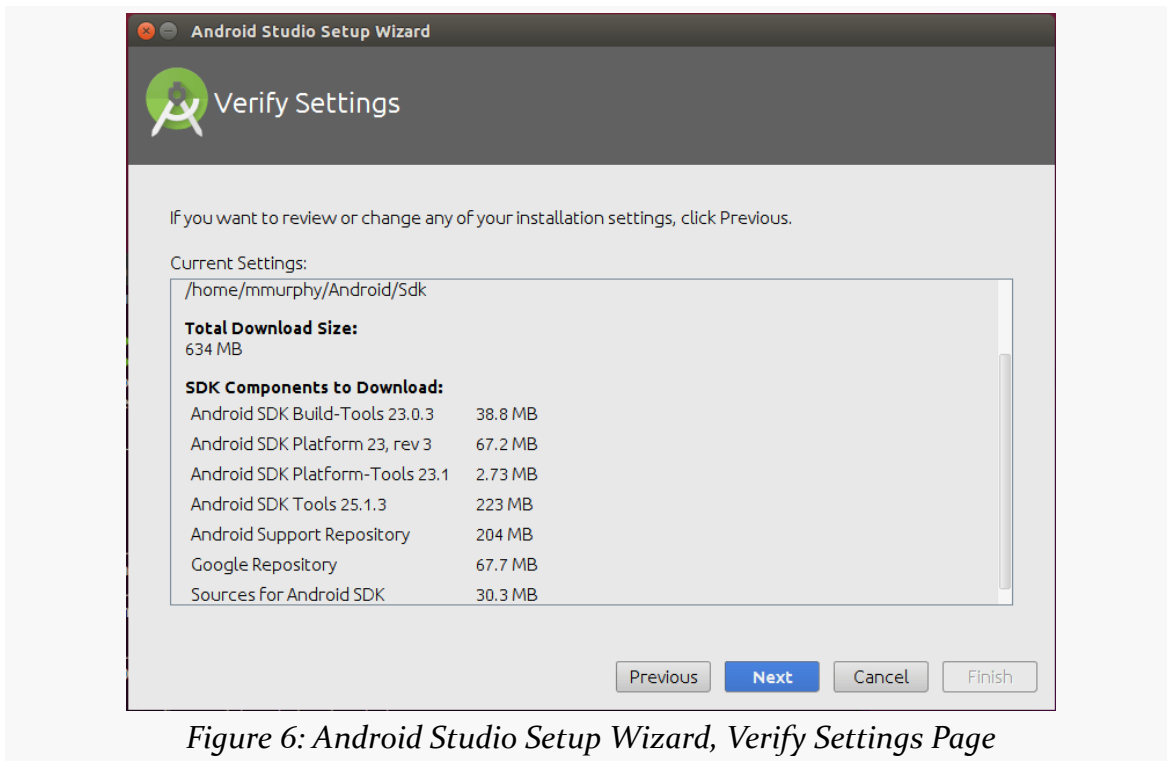 Android Studio Setup Wizard
Verify Settings
If you want to review or change any of your installation settings, click Previous.
Current Settings:
/home/mmurphy/Android/Sdk
Total Download Size:
634 MB
SDK Components to Download:
Android SDK Build-Tools 23.0.3 38.8 MB
Android SDK Platform 23, rev 3 67.2 MB
Android SDK Platform-Tools 23.1 2.73 MB
Android SDK Tools 25.1.3 223 MB
Android Support Repository 204 MB
Google Repository 67.7 MB
Sources for Android SDK 30.3 MB
Previous Next Cancel Finish
Figure 6: Android Studio Setup Wizard, Verify Settings Page